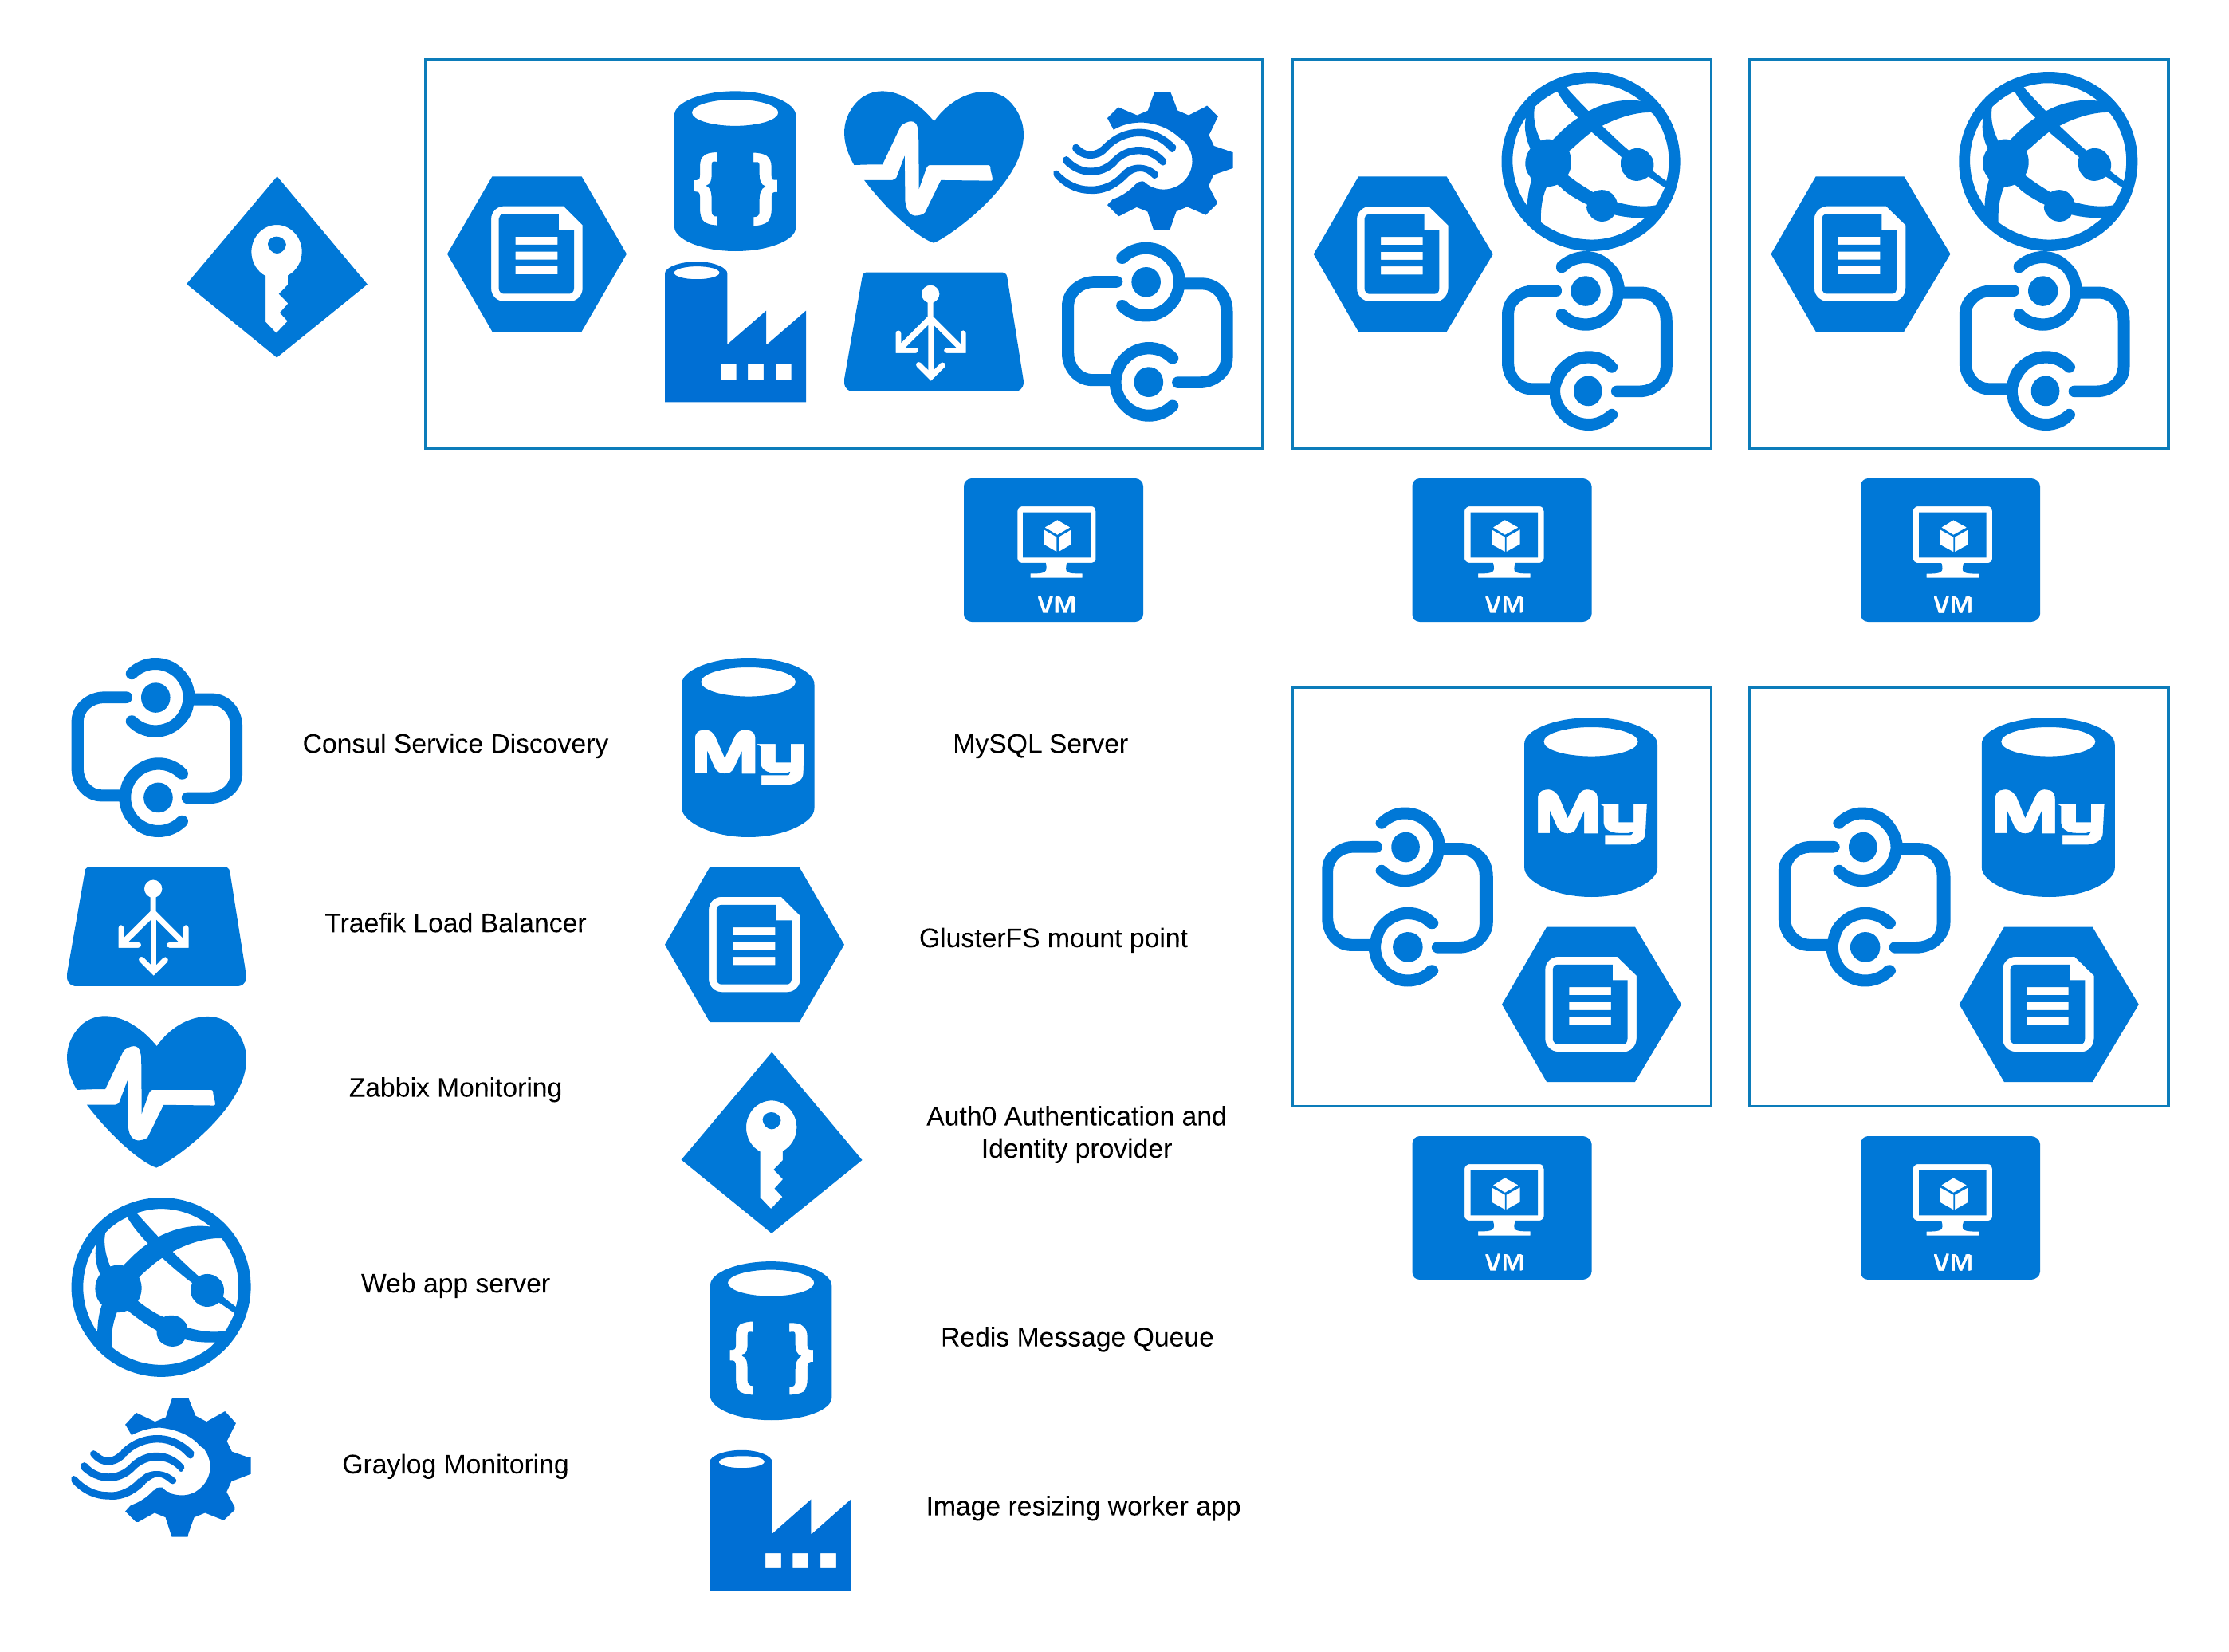 { }
VM
VM
VM
Consul Service Discovery
My
MySQL Server
My
My
Traefik Load Balancer
GlusterFS mount point
Zabbix Monitoring
Auth0 Authentication and
Identity provider
VM
VM
Web app server
{ }
Redis Message Queue
Graylog Monitoring
Image resizing worker app